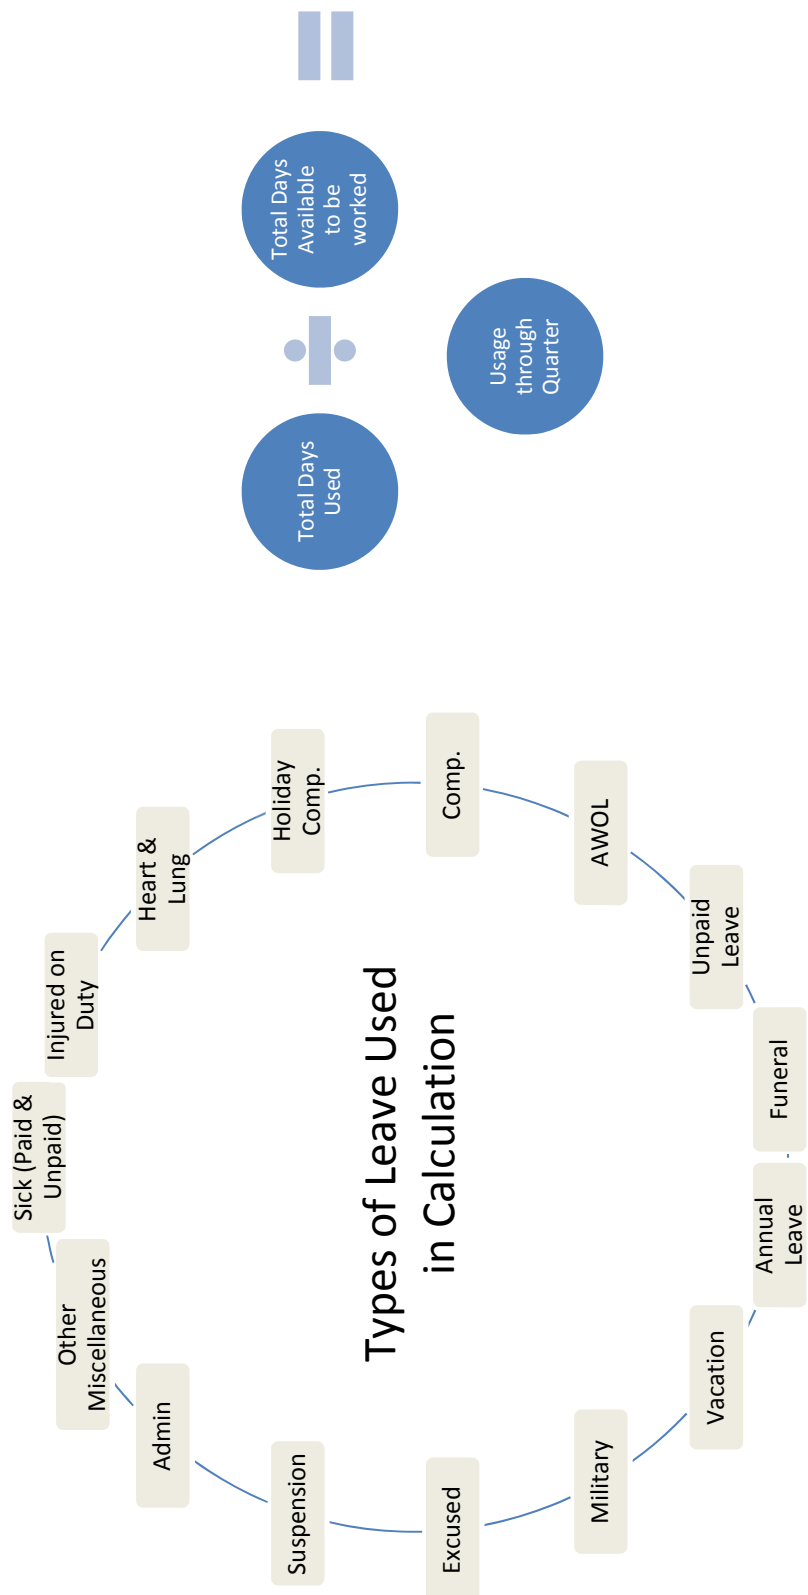 Types of Leave Used
in Calculation
Sick (Paid &
Unpaid)
Injured on
Duty
Heart &
Lung
Holiday
Comp.
Comp.
AWOL
Unpaid
Leave
Funeral
Annual
Leave
Vacation
Military
Excused
Suspension
Admin
Other
Miscellaneous
Total Days
Used
÷
Total Days
Available
to be
worked
=
Usage
through
Quarter